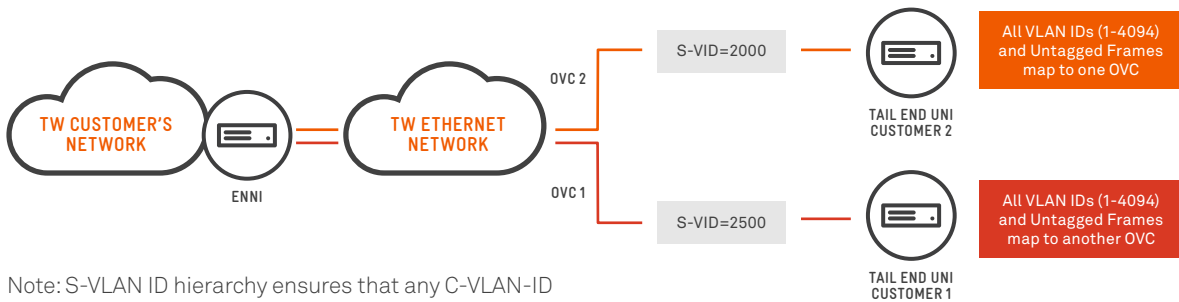 TW CUSTOMER'S
NETWORK
ENNI
TW ETHERNET
NETWORK
OVC 2
S-VID=2000
TAIL END UNI
CUSTOMER 2
All VLAN IDs (1-4094)
and Untagged Frames
map to one OVC
OVC 1
S-VID=2500
TAIL END UNI
CUSTOMER 1
All VLAN IDs (1-4094)
and Untagged Frames
map to another OVC
Note: S-VLAN ID hierarchy ensures that any C-VLAN-ID